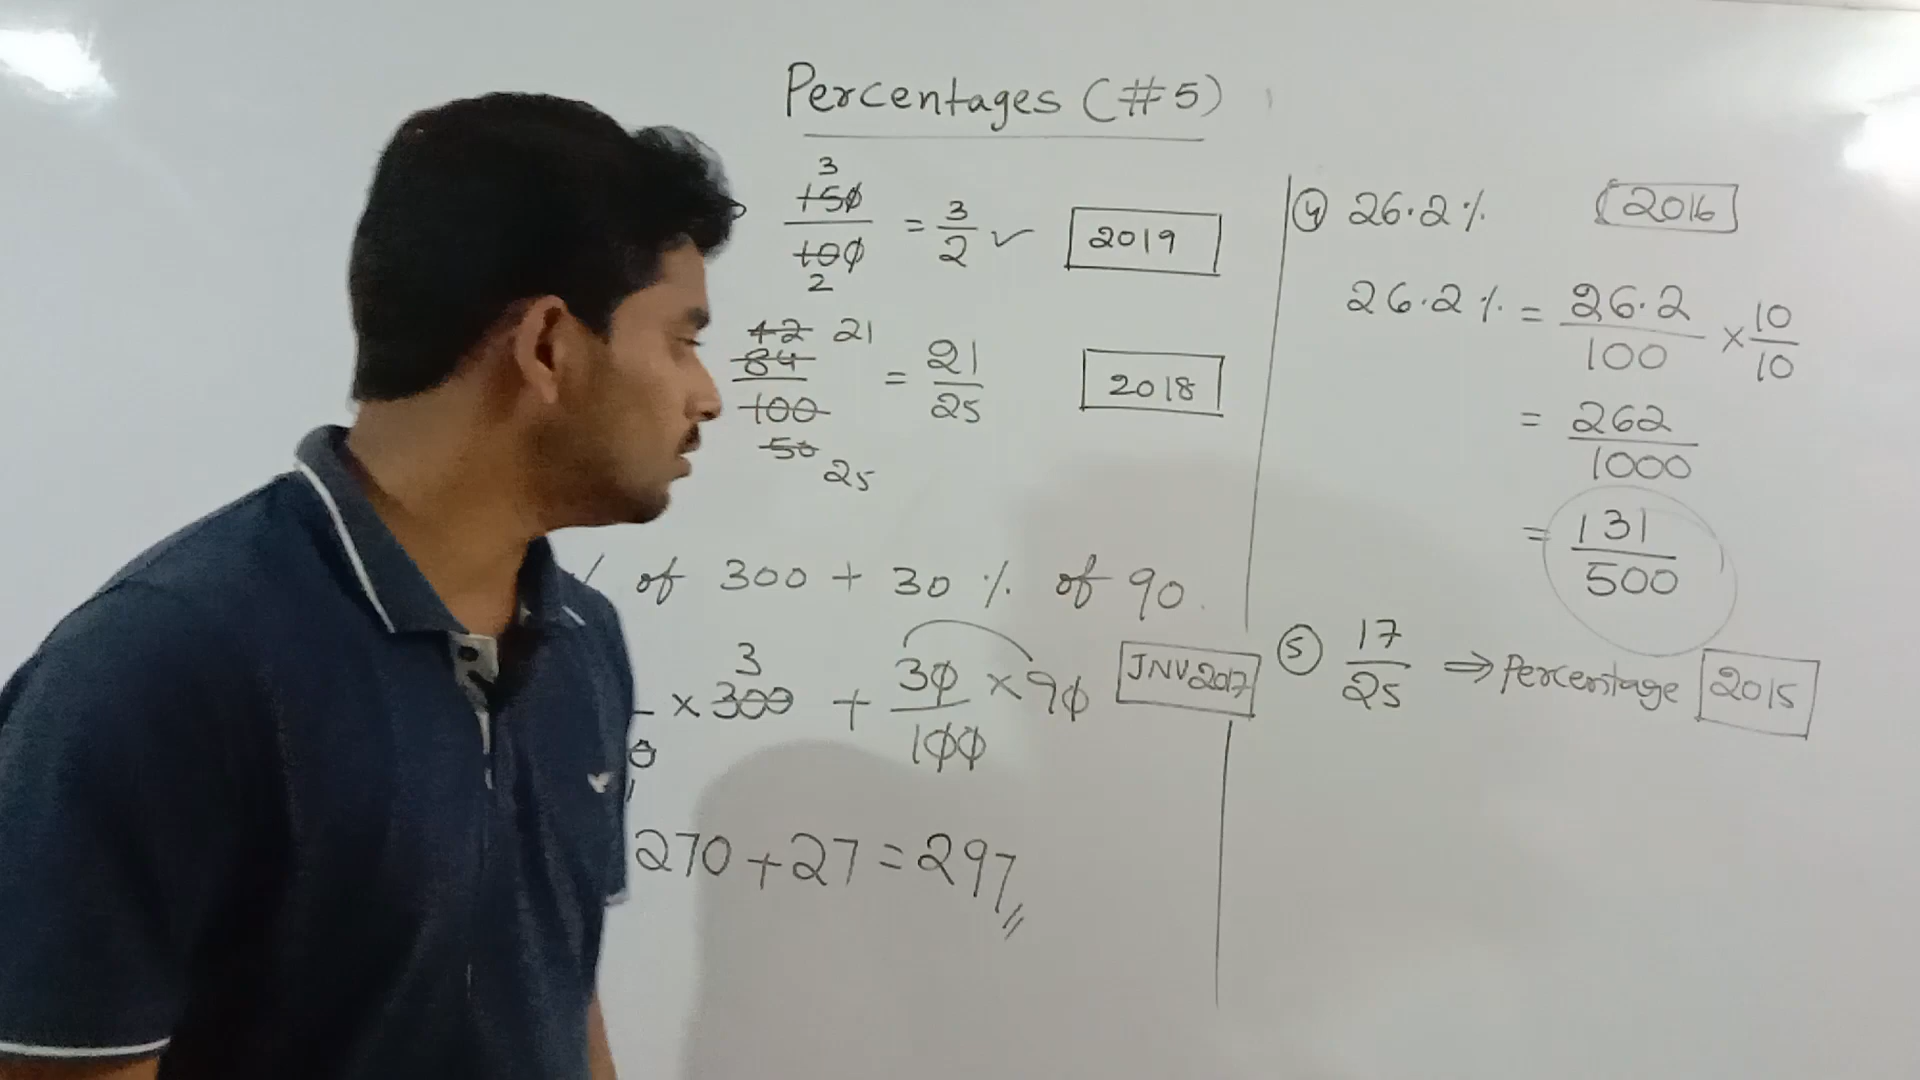 Percentages (#5)
3
150
100
2
= 3/2 ✓
2019
42 21
84
100
50
25
= 21/25
2018
% of 300 + 30 % of 90
3
× 300 + 30/100 × 90
JNV 2017
0
270 + 27 = 297
④ 26.2 %
2016
26.2 % = 26.2/100 × 10/10
= 262/1000
= 131/500
⑤ 17/25 ⇒ Percentage
2015